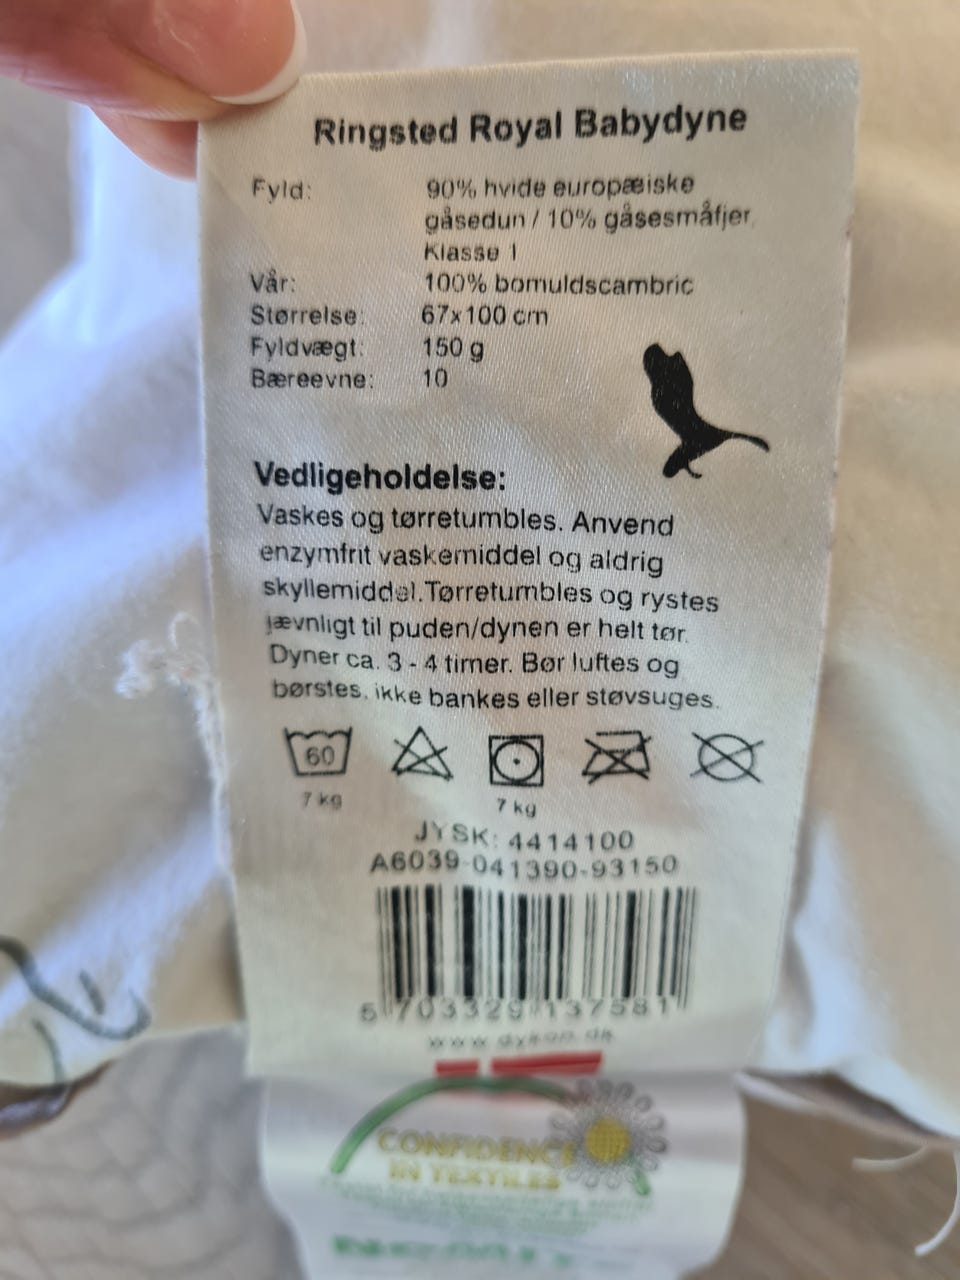 Ringsted Royal Babydyne
Fyld: 90% hvide europæiske
gåsedun / 10% gåsesmåfjer,
Klasse 1
Vår: 100% bomuldscambric
Størrelse: 67x100 cm
Fyldvægt: 150 g
Bæreevne: 10
Vedligeholdelse:
Vaskes og tørretumbles. Anvend
enzymfrit vaskemiddel og aldrig
skyllemiddel.Tørretumbles og rystes
jævnligt til puden/dynen er helt tør.
Dyner ca. 3 - 4 timer. Bør luftes og
børstes, ikke bankes eller støvsuges.
60
7 kg 7 kg
JYSK: 4414100
A6039-041390-93150
5 703329 137581
www.dykon.dk
CONFIDENCE
IN TEXTILES